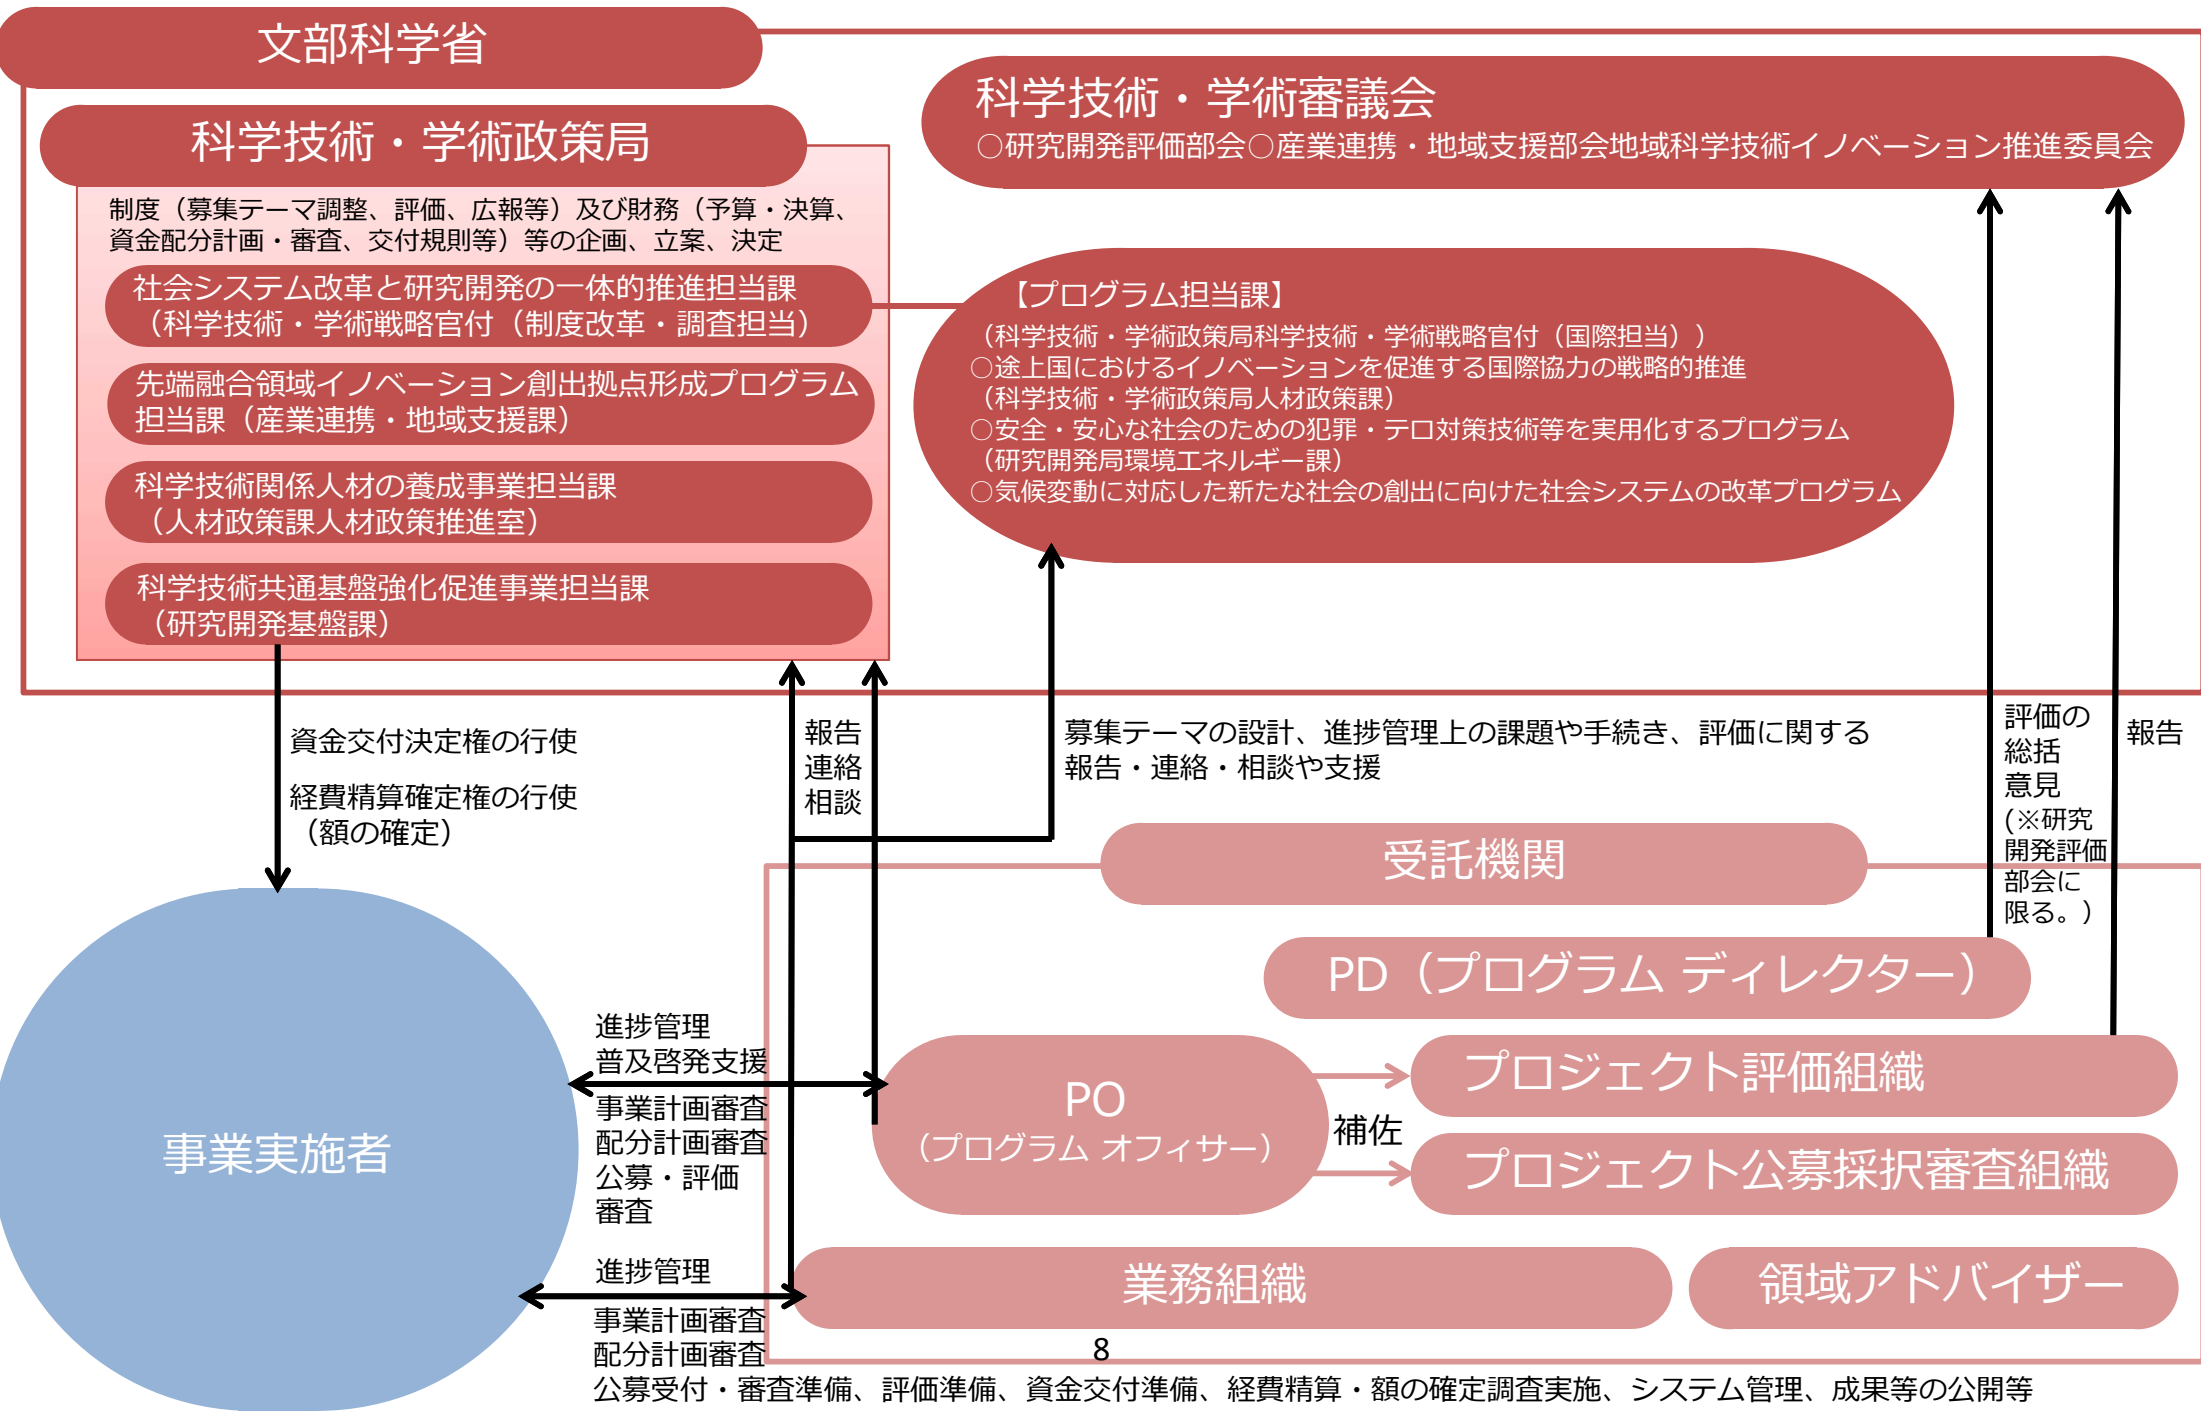 文部科学省
科学技術・学術審議会
○研究開発評価部会○産業連携・地域支援部会地域科学技術イノベーション推進委員会
科学技術・学術政策局
制度（募集テーマ調整、評価、広報等）及び財務（予算・決算、
資金配分計画・審査、交付規則等）等の企画、立案、決定
社会システム改革と研究開発の一体的推進担当課
（科学技術・学術戦略官付（制度改革・調査担当）
先端融合領域イノベーション創出拠点形成プログラム
担当課（産業連携・地域支援課）
科学技術関係人材の養成事業担当課
（人材政策課人材政策推進室）
科学技術共通基盤強化促進事業担当課
（研究開発基盤課）
【プログラム担当課】
（科学技術・学術政策局科学技術・学術戦略官付（国際担当））
○途上国におけるイノベーションを促進する国際協力の戦略的推進
（科学技術・学術政策局人材政策課）
○安全・安心な社会のための犯罪・テロ対策技術等を実用化するプログラム
（研究開発局環境エネルギー課）
○気候変動に対応した新たな社会の創出に向けた社会システムの改革プログラム
資金交付決定権の行使
経費精算確定権の行使
（額の確定）
報告
連絡
相談
募集テーマの設計、進捗管理上の課題や手続き、評価に関する
報告・連絡・相談や支援
評価の
総括
意見
(※研究
開発評価
部会に
限る。）
報告
受託機関
PD（プログラム ディレクター）
プロジェクト評価組織
PO
（プログラム オフィサー）
補佐
プロジェクト公募採択審査組織
業務組織
領域アドバイザー
事業実施者
進捗管理
普及啓発支援
事業計画審査
配分計画審査
公募・評価
審査
進捗管理
事業計画審査
配分計画審査
公募受付・審査準備、評価準備、資金交付準備、経費精算・額の確定調査実施、システム管理、成果等の公開等
8